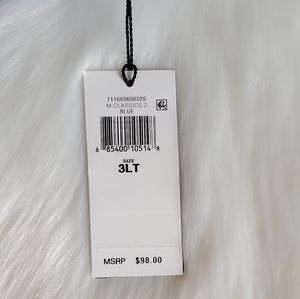 711660606026
M CLASSICS 2
BLUE
8 85400 10514 8
SIZE
3LT
MSRP $98.00